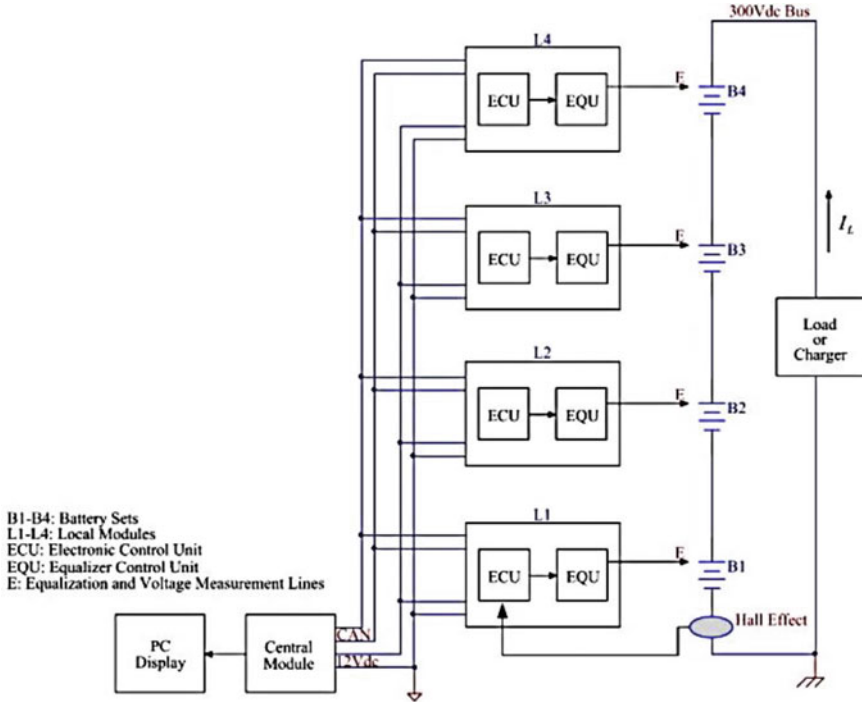 300Vdc Bus
L4
ECU
EQU
E
B4
L3
ECU
EQU
E
B3
I_L
L2
ECU
EQU
E
B2
Load
or
Charger
L1
ECU
EQU
E
B1
Hall Effect
B1-B4: Battery Sets
L1-L4: Local Modules
ECU: Electronic Control Unit
EQU: Equalizer Control Unit
E: Equalization and Voltage Measurement Lines
PC
Display
Central
Module
CAN
12Vdc